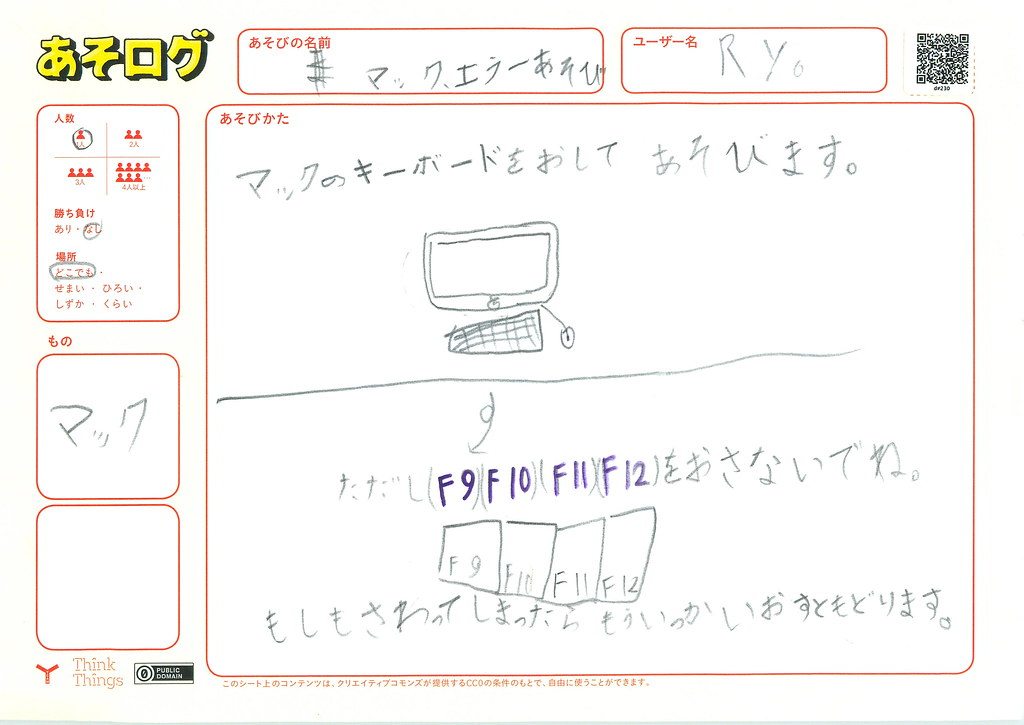 あそログ
あそびの名前
マック、エラーあそび
ユーザー名
Ry。
d#230
人数
1人
2人
3人
4人以上
勝ち負け
あり・なし
場所
どこでも・
せまい・ひろい・
しずか・くらい
もの
マック
あそびかた
マックのキーボードをおして あそびます。
ただし(F9)(F10)(F11)(F12)をおさないでね。
F9 F10 F11 F12
もしもさわってしまったら もういっかいおすともどります。
Think
Things
PUBLIC
DOMAIN
このシート上のコンテンツは、クリエイティブコモンズが提供するCC0の条件のもとで、自由に使うことができます。